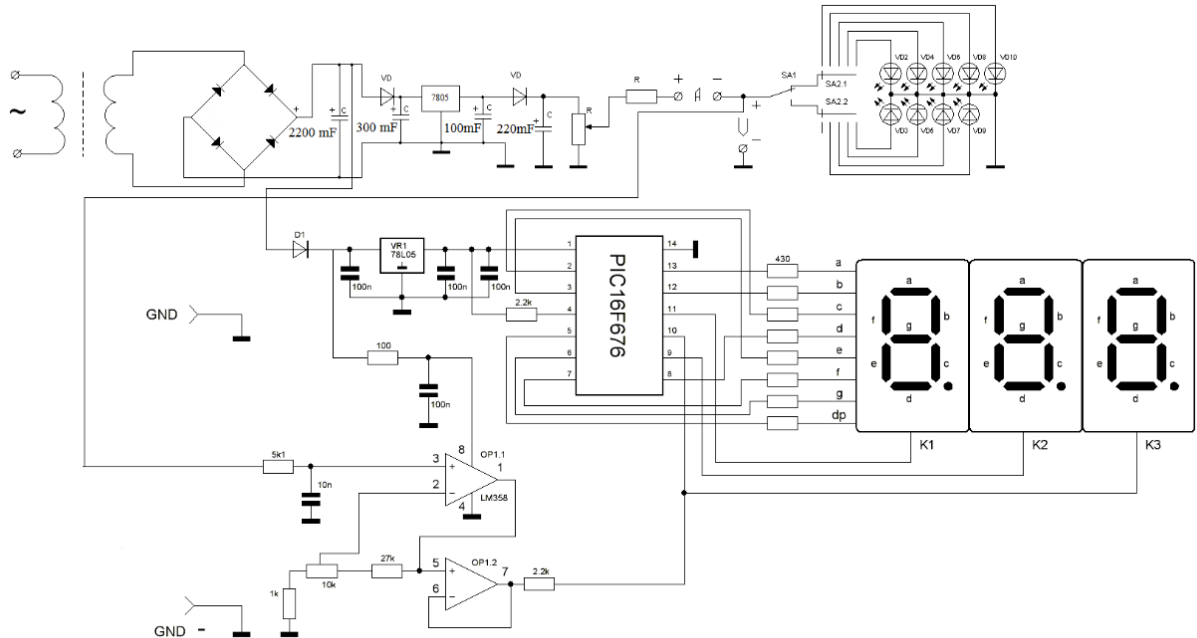 ~
+
2200 mF
C
+
VD
300 mF
C
+
7805
100mF
C
+
VD
220mF
C
+
R
R
+
A
−
+
−
SA1
SA2.1
SA2.2
VD2
VD4
VD6
VD8
VD10
VD3
VD5
VD7
VD9
D1
100n
VR1
78L05
100n
100n
2.2k
PIC16F676
1
2
3
4
5
6
7
14
13
12
11
10
9
8
430
a
b
c
d
e
f
g
dp
a
b
c
d
e
f
g
a
b
c
d
e
f
g
a
b
c
d
e
f
g
K1
K2
K3
GND
100
100n
5k1
10n
3
2
8
OP1.1
1
LM358
4
+
−
1k
10k
27k
5
6
+
−
OP1.2
7
2.2k
GND -